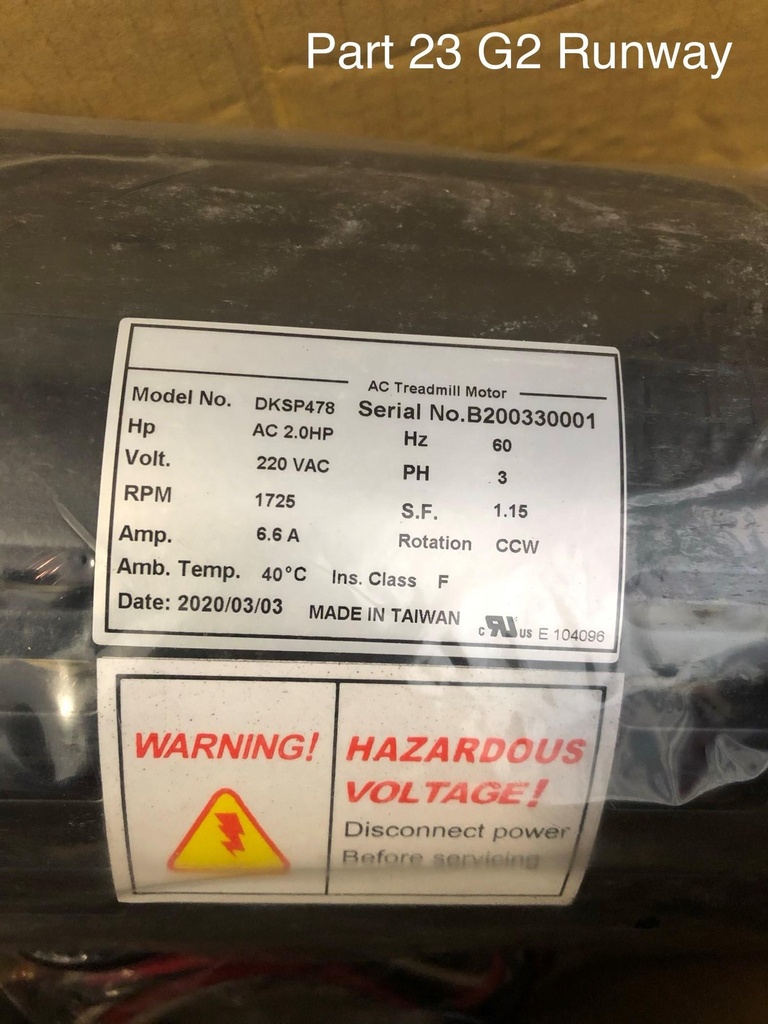 Part 23 G2 Runway
AC Treadmill Motor
Model No. DKSP478 Serial No.B200330001
Hp AC 2.0HP Hz 60
Volt. 220 VAC PH 3
RPM 1725 S.F. 1.15
Amp. 6.6 A Rotation CCW
Amb. Temp. 40°C Ins. Class F
Date: 2020/03/03 MADE IN TAIWAN c RU US E 104096
WARNING!
HAZARDOUS
VOLTAGE!
Disconnect power
Before servicing